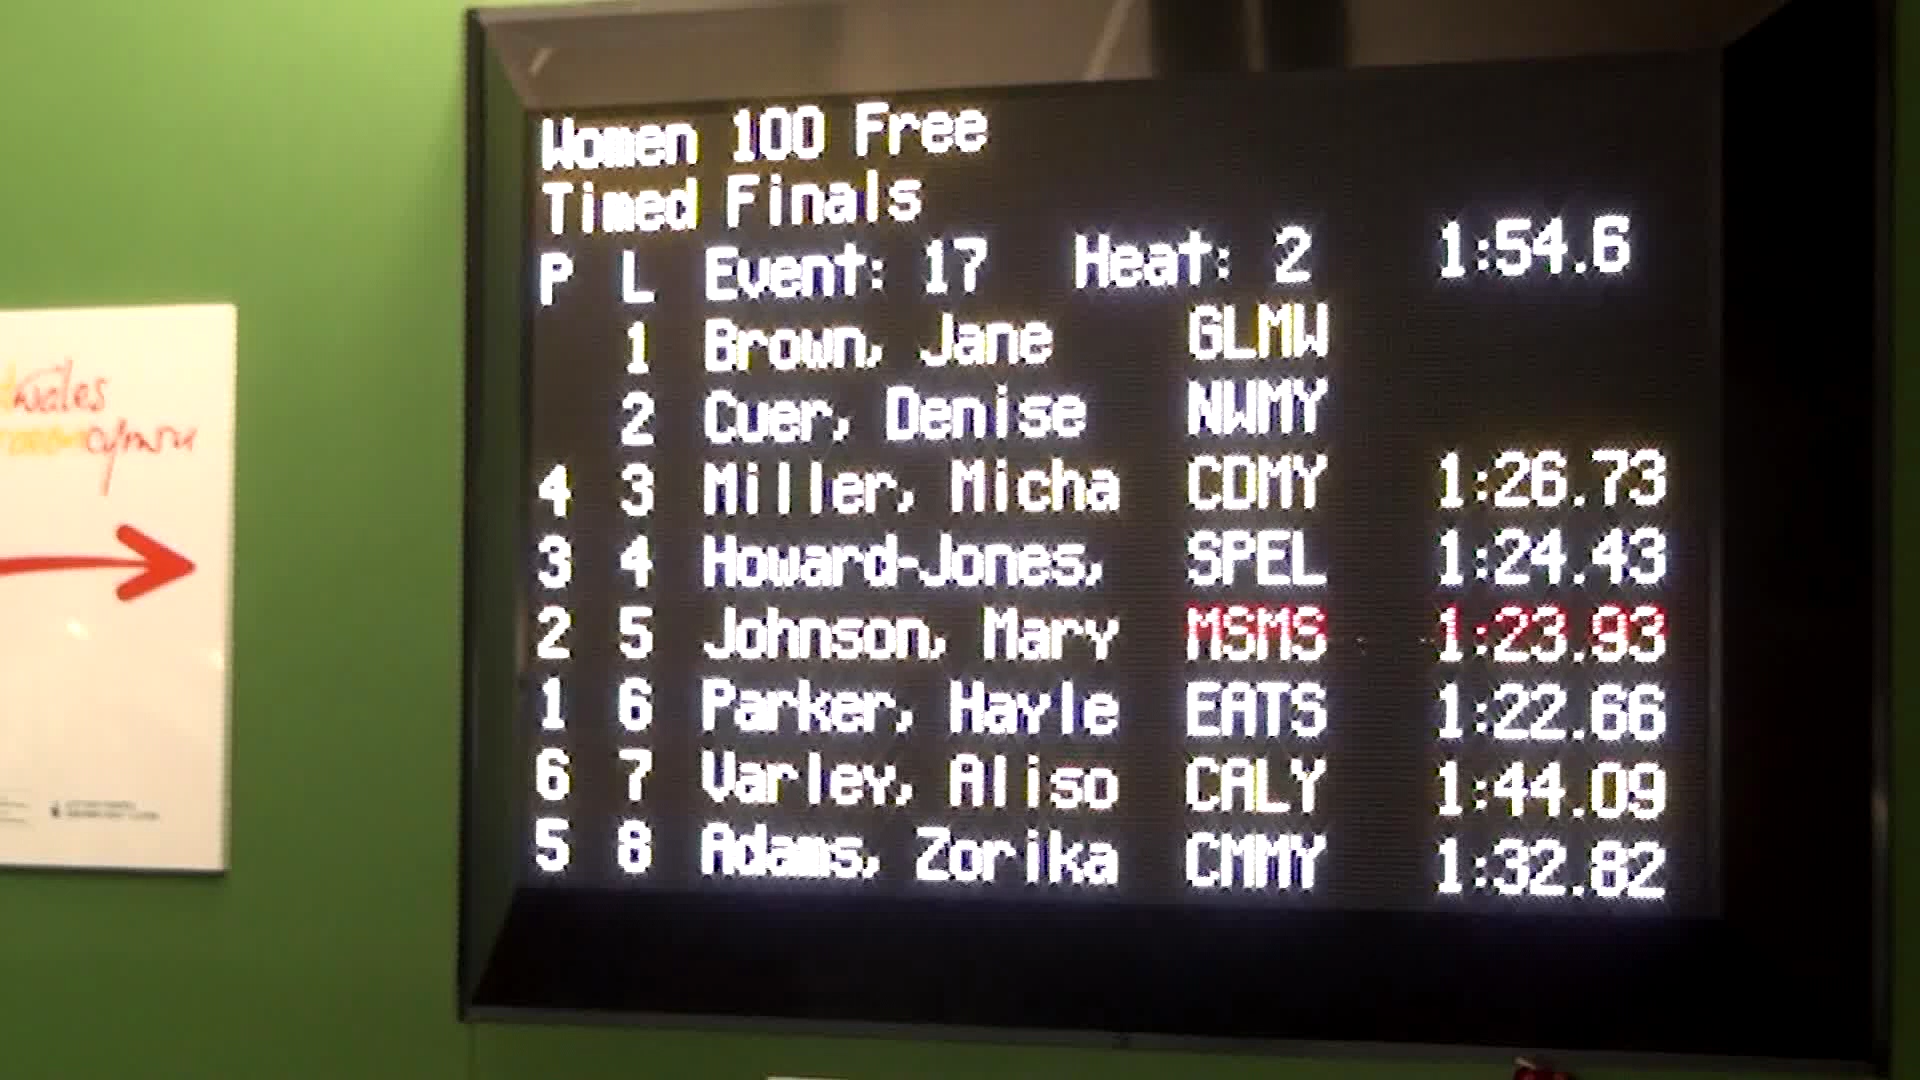 Women 100 Free
Timed Finals
P L Event: 17 Heat: 2 1:54.6
1 Brown, Jane GLMW
2 Cuer, Denise NWMY
4 3 Miller, Micha CDMY 1:26.73
3 4 Howard-Jones, SPEL 1:24.43
2 5 Johnson, Mary MSMS 1:23.93
1 6 Parker, Hayle EATS 1:22.66
6 7 Varley, Aliso CALY 1:44.09
5 8 Adams, Zorika CMMY 1:32.82
wales
cymru